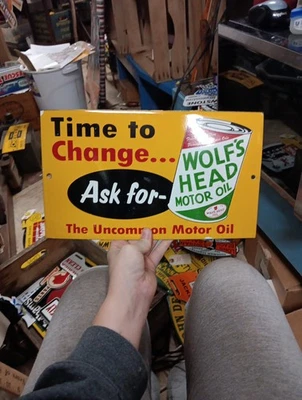 Time to
Change...
Ask for-
WOLF'S
HEAD
MOTOR OIL
The Uncommon Motor Oil